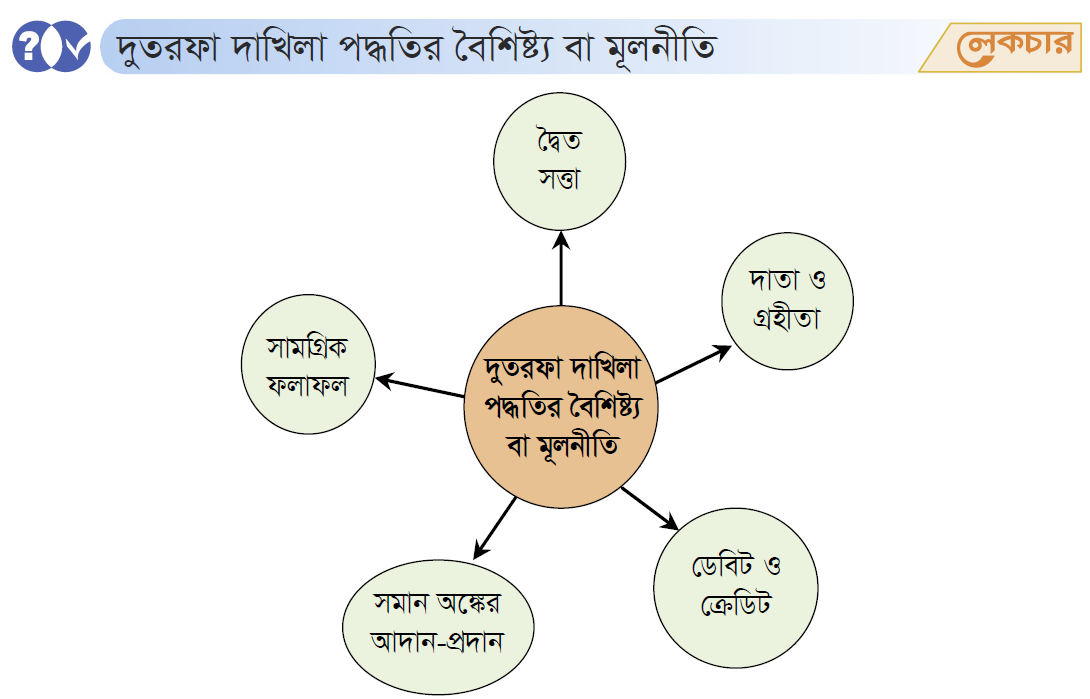 দুতরফা দাখিলা পদ্ধতির বৈশিষ্ট্য বা মূলনীতি
লেকচার
দ্বৈত
সত্তা
দাতা ও
গ্রহীতা
সামগ্রিক
ফলাফল
দুতরফা দাখিলা
পদ্ধতির বৈশিষ্ট্য
বা মূলনীতি
ডেবিট ও
ক্রেডিট
সমান অঙ্কের
আদান-প্রদান